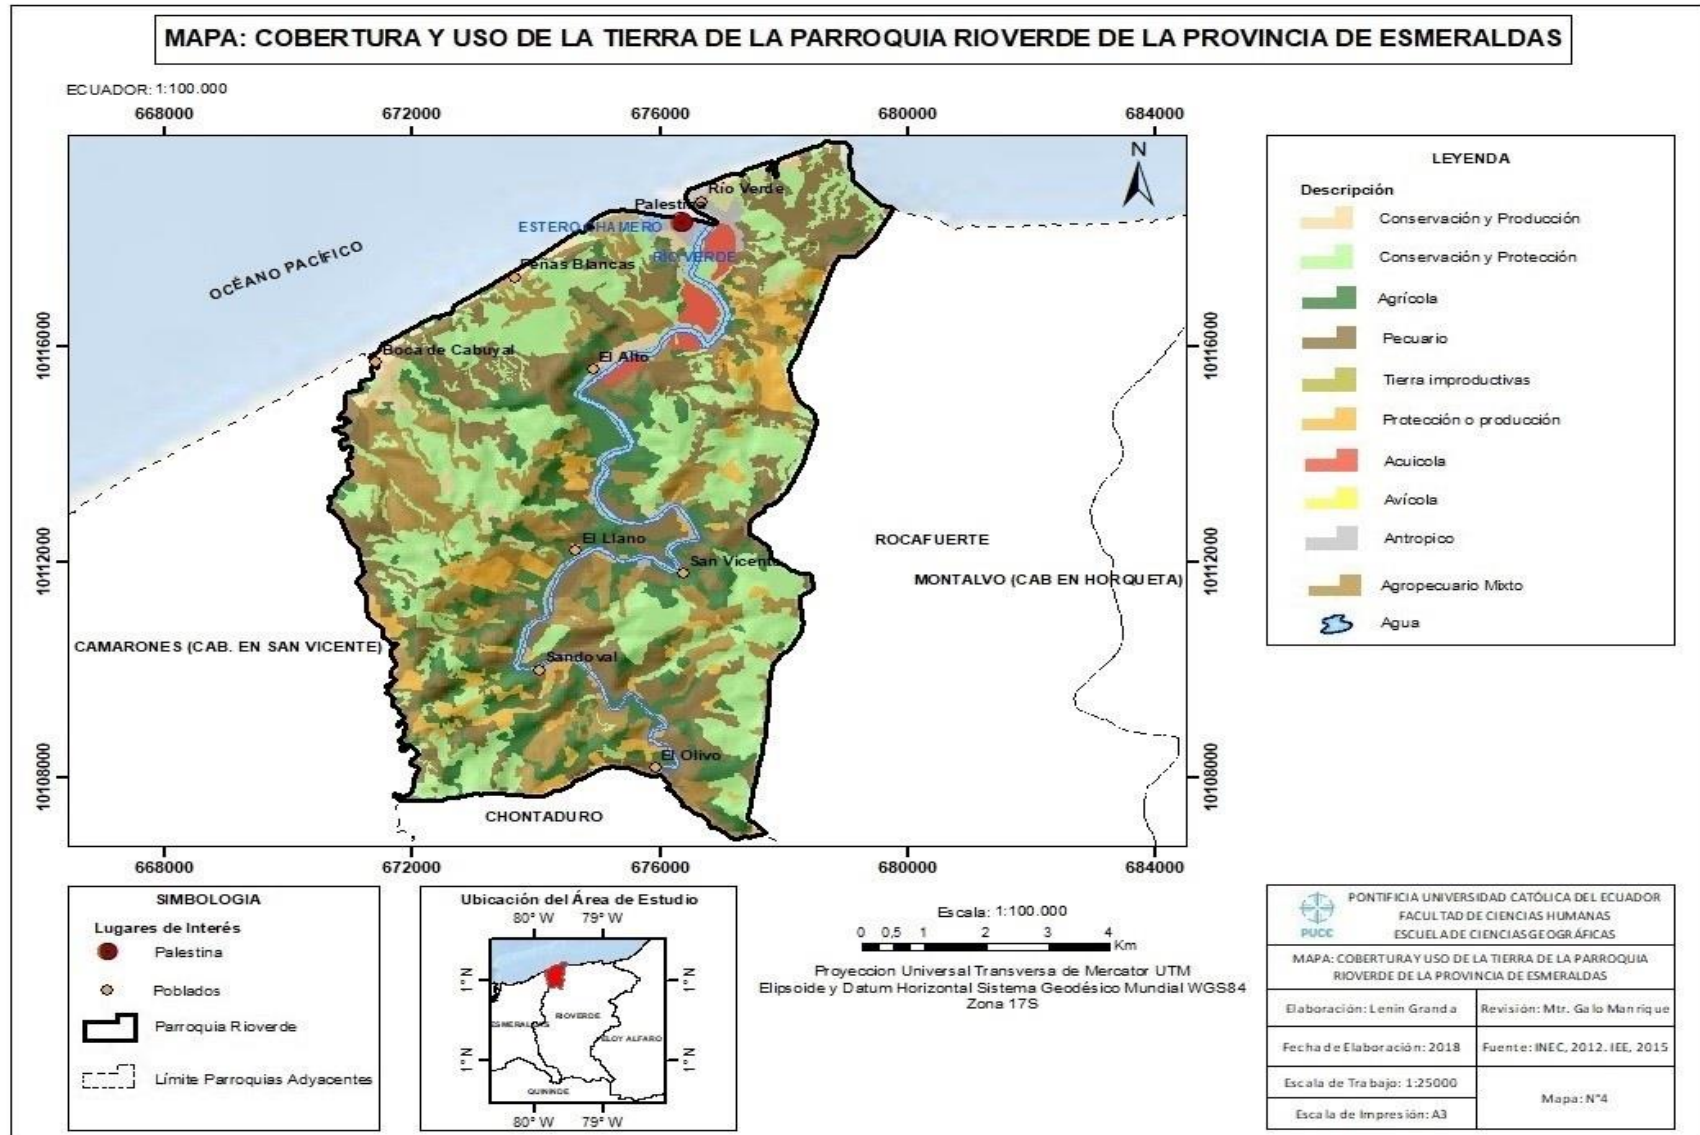 MAPA: COBERTURA Y USO DE LA TIERRA DE LA PARROQUIA RIOVERDE DE LA PROVINCIA DE ESMERALDAS
ECUADOR: 1:100.000
668000 672000 676000 680000 684000
10116000
10112000
10108000
OCÉANO PACÍFICO
Río Verde
Palestina
ESTERO CHAMERO
RÍO VERDE
Peñas Blancas
Boca de Cabuyal
El Alto
El Llano
San Vicente
Sandoval
El Olivo
ROCAFUERTE
MONTALVO (CAB EN HORQUETA)
CAMARONES (CAB. EN SAN VICENTE)
CHONTADURO
N
10116000
10112000
10108000
668000 672000 676000 680000 684000
LEYENDA
Descripción
Conservación y Producción
Conservación y Protección
Agrícola
Pecuario
Tierra improductivas
Protección o producción
Acuicola
Avícola
Antropico
Agropecuario Mixto
Agua
SIMBOLOGIA
Lugares de Interés
Palestina
Poblados
Parroquia Rioverde
Límite Parroquias Adyacentes
Ubicación del Área de Estudio
80° W 79° W
1° N 1° N
RIOVERDE
ESMERALDAS
ELOY ALFARO
1° N 1° N
QUININDE
80° W 79° W
Escala: 1:100.000
0 0,5 1 2 3 4
Km
Proyeccion Universal Transversa de Mercator UTM
Elipsoide y Datum Horizontal Sistema Geodésico Mundial WGS84
Zona 17S
PUCE
PONTIFICIA UNIVERSIDAD CATÓLICA DEL ECUADOR
FACULTAD DE CIENCIAS HUMANAS
ESCUELA DE CIENCIAS GEOGRÁFICAS
MAPA: COBERTURA Y USO DE LA TIERRA DE LA PARROQUIA
RIOVERDE DE LA PROVINCIA DE ESMERALDAS
Elaboración: Lenin Granda
Revisión: Mtr. Galo Manrique
Fecha de Elaboración: 2018
Fuente: INEC, 2012. IEE, 2015
Escala de Trabajo: 1:25000
Mapa: N°4
Escala de Impresión: A3